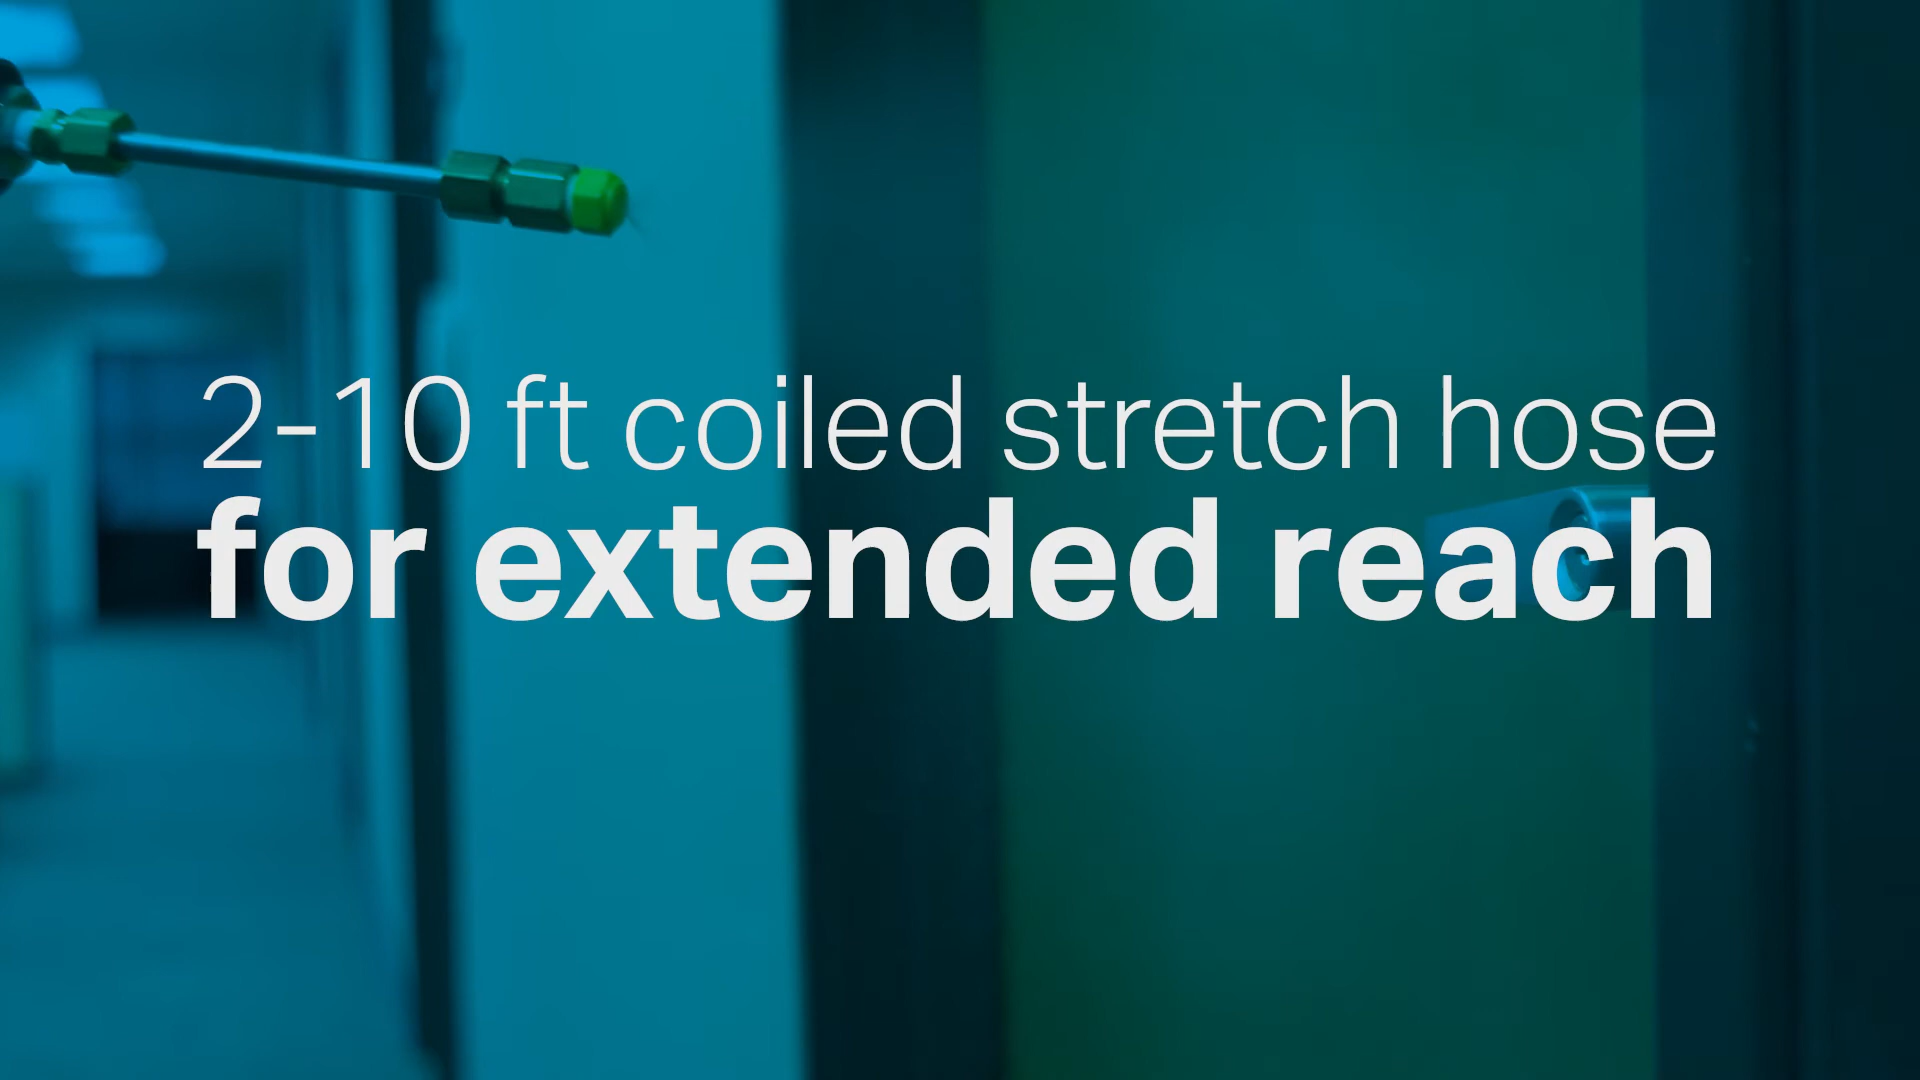 2-10 ft coiled stretch hose
for extended reach